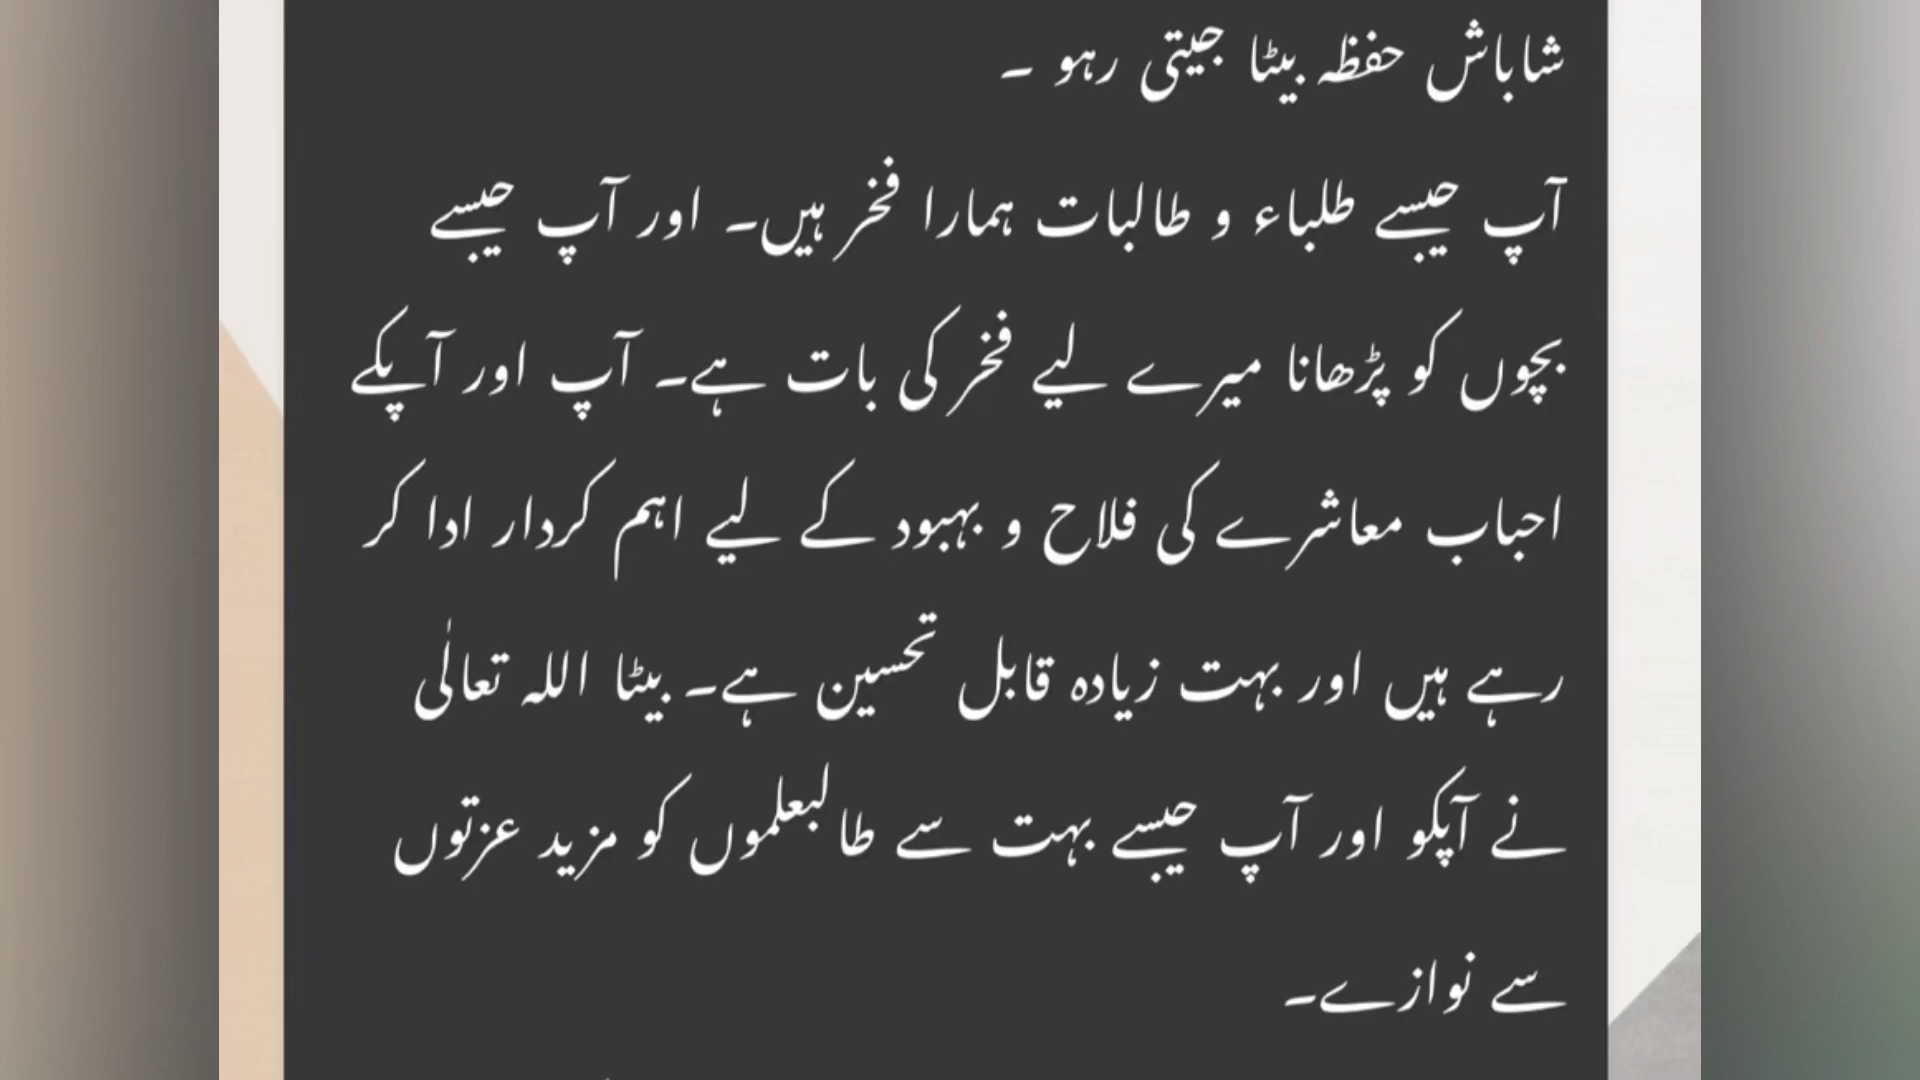 شاباش حفظہ بیٹا جیتی رہو ۔
آپ جیسے طلباء و طالبات ہمارا فخر ہیں۔ اور آپ جیسے
بچوں کو پڑھانا میرے لیے فخر کی بات ہے۔ آپ اور آپکے
احباب معاشرے کی فلاح و بہبود کے لیے اہم کردار ادا کر
رہے ہیں اور بہت زیادہ قابل تحسین ہے۔ بیٹا اللہ تعالٰی
نے آپکو اور آپ جیسے بہت سے طالبعلموں کو مزید عزتوں
سے نوازے۔